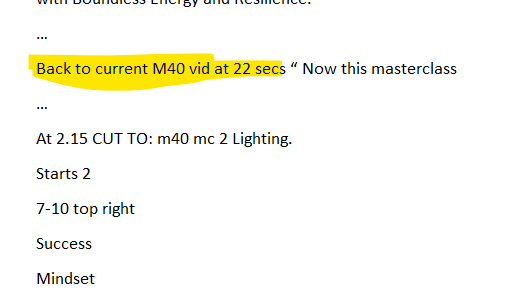 with Boundless Energy and Resilience.
...
Back to current M40 vid at 22 secs “ Now this masterclass
...
At 2.15 CUT TO: m40 mc 2 Lighting.
Starts 2
7-10 top right
Success
Mindset